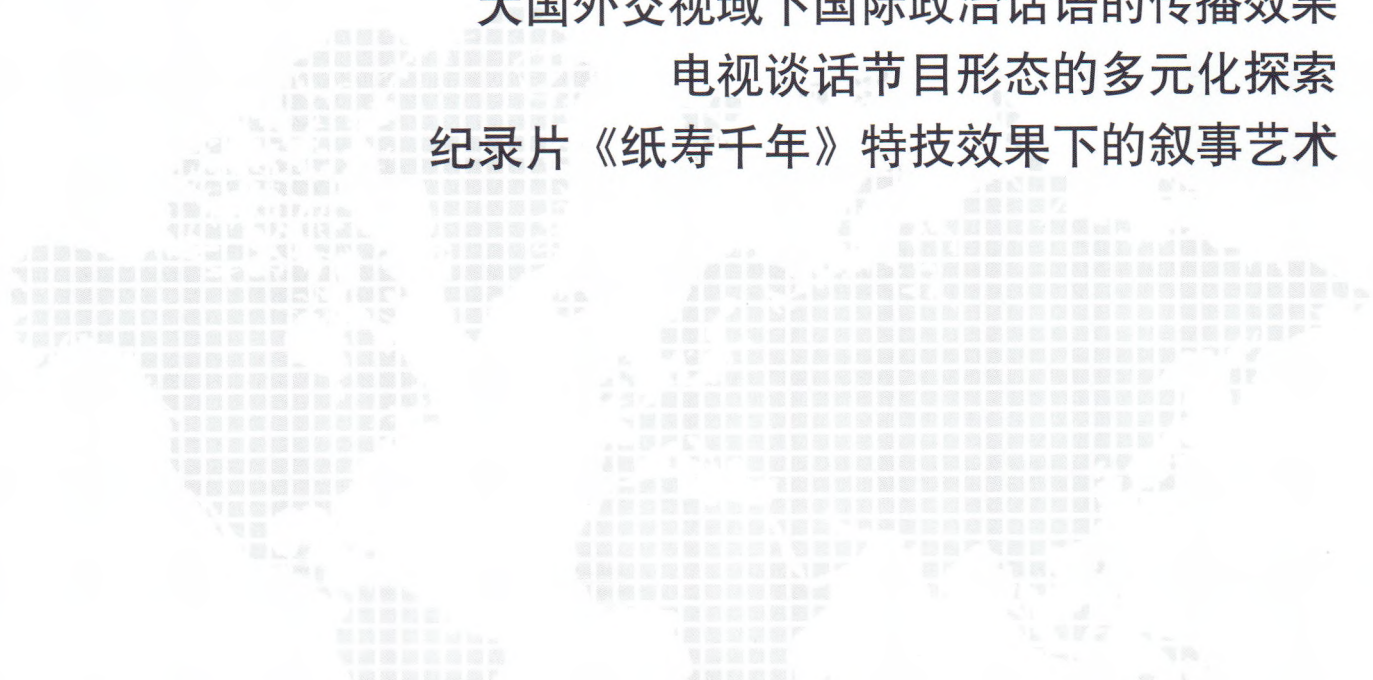 大国外交视域下国际政治话语的传播效果
电视谈话节目形态的多元化探索
纪录片《纸寿千年》特技效果下的叙事艺术